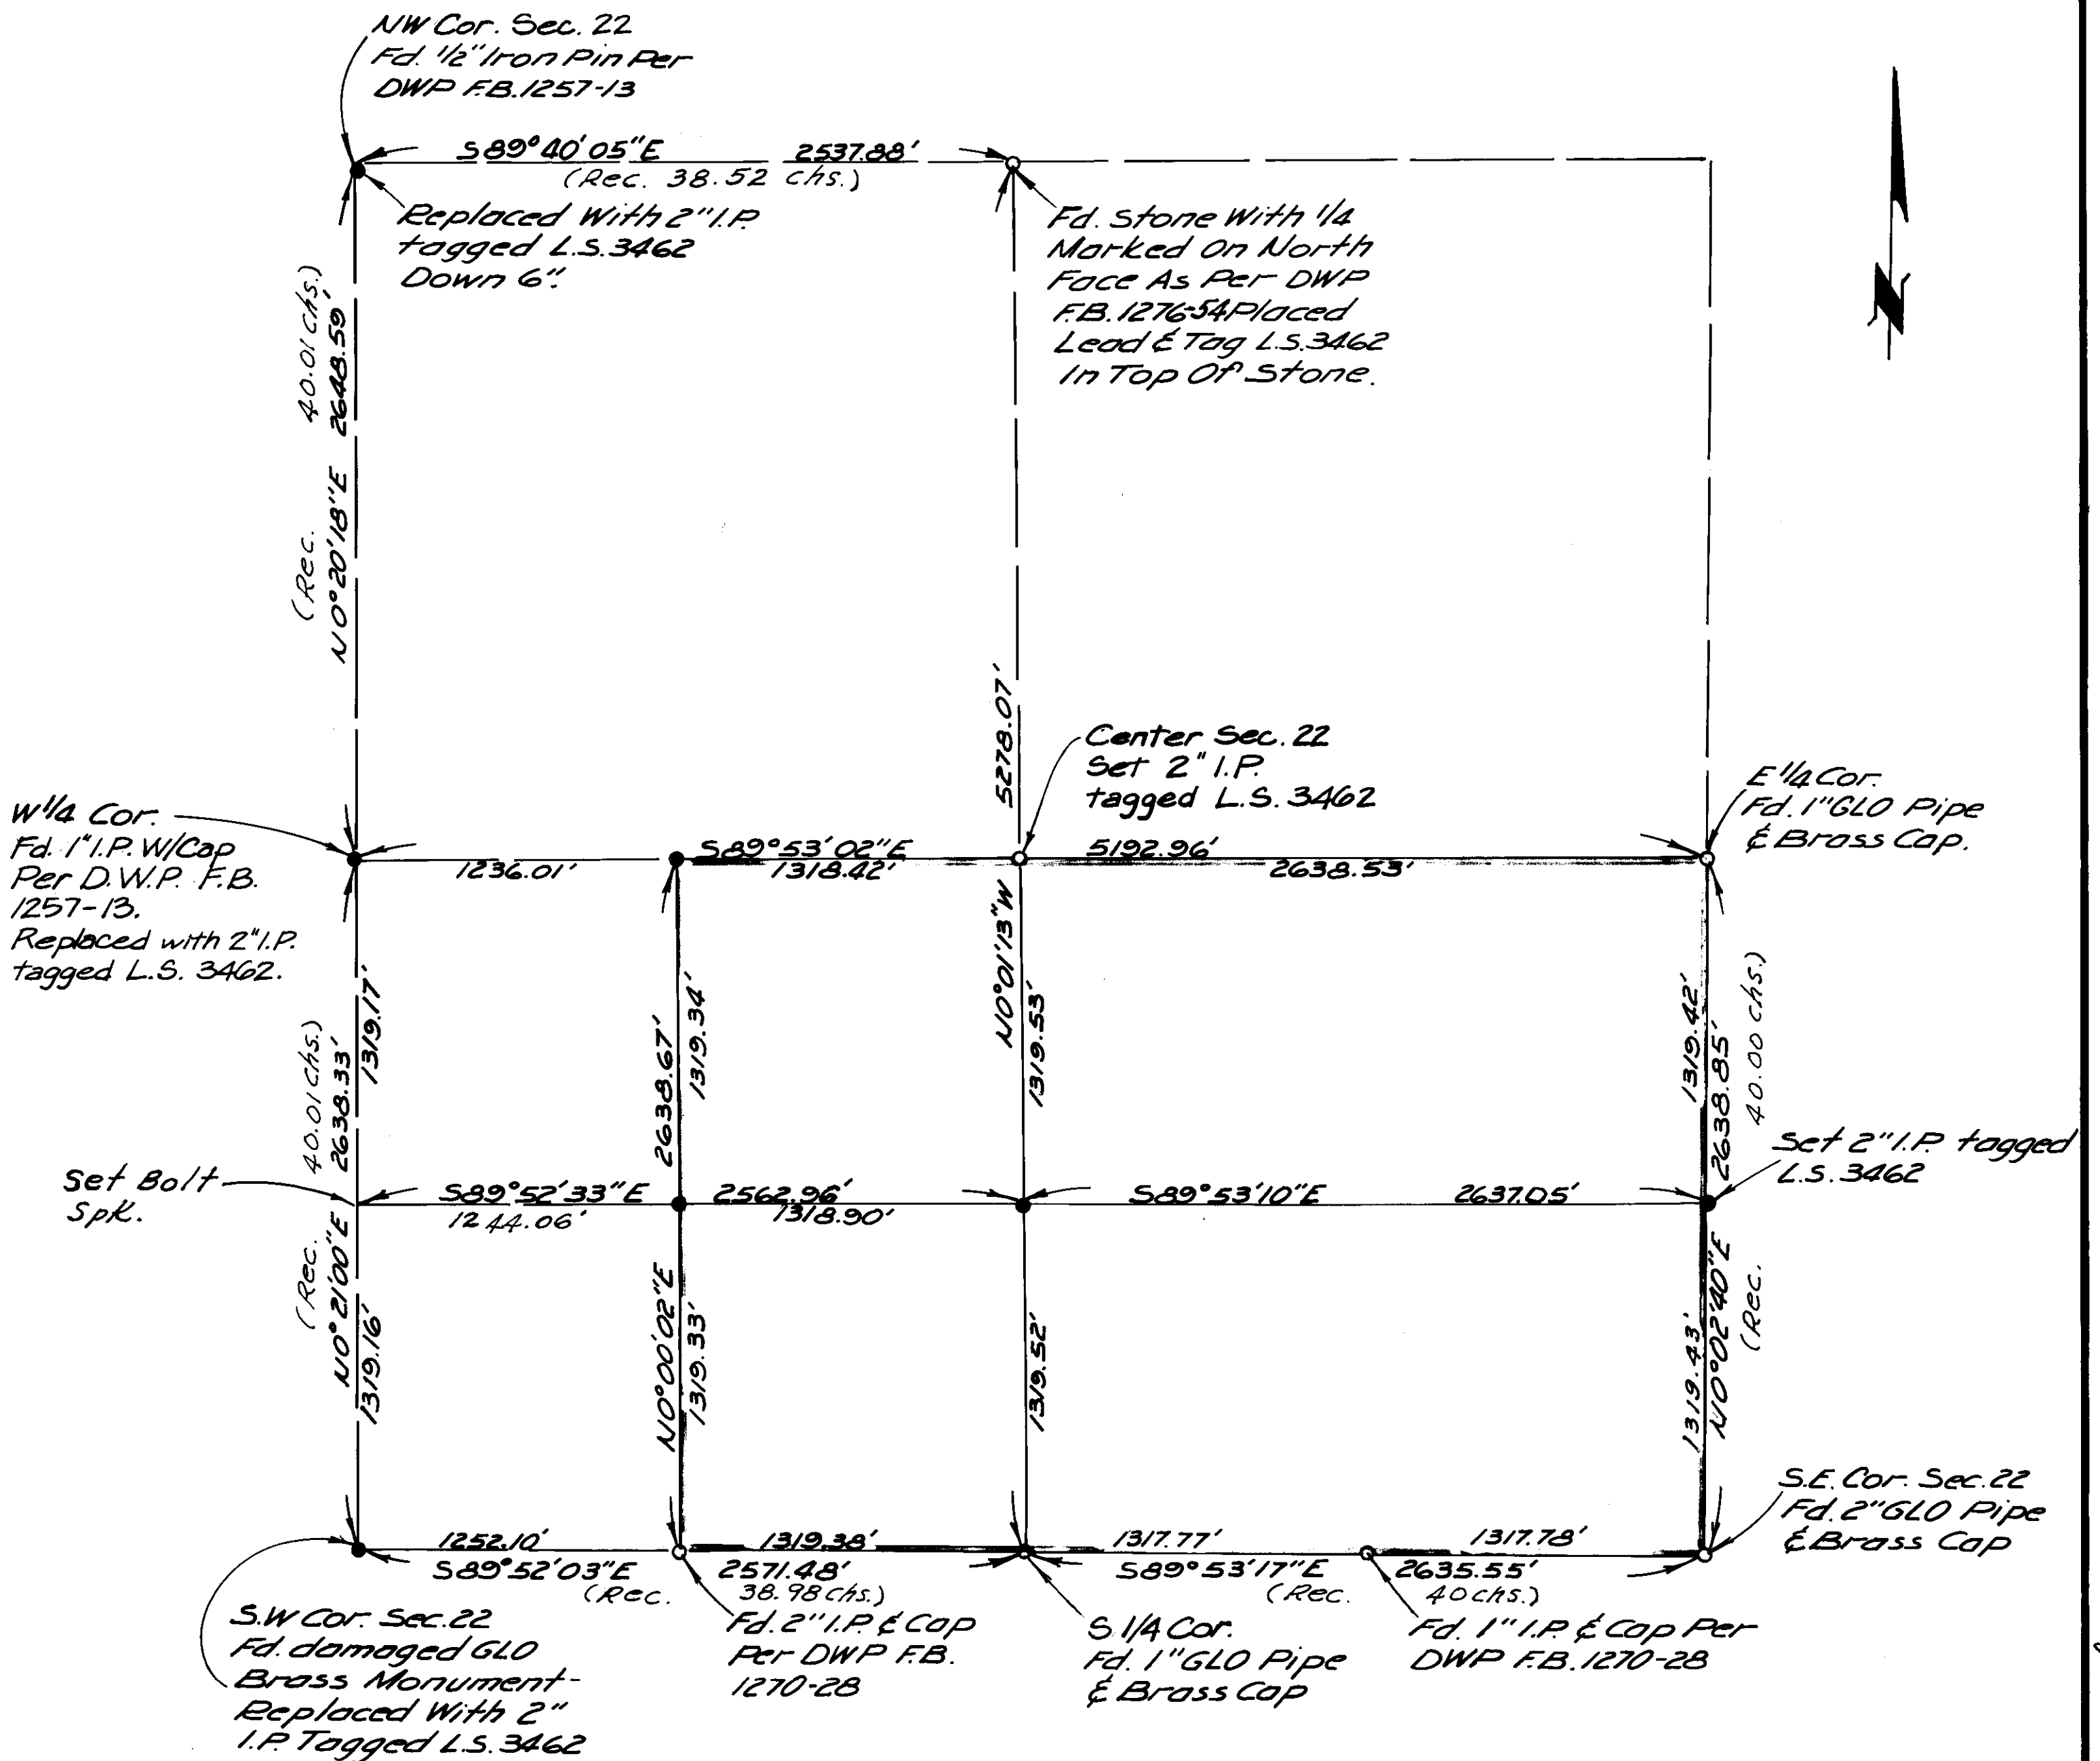 NW Cor. Sec. 22
Fd. 1/2" Iron Pin Per
DWP F.B. 1257-13
S89°40'05"E 2537.88'
(Rec. 38.52 chs.)
Replaced With 2" I.P.
tagged L.S. 3462
Down 6".
Fd. Stone With 1/4
Marked On North
Face As Per DWP
F.B. 1276-54 Placed
Lead & Tag L.S. 3462
In Top Of Stone.
N
(Rec. 40.01 chs.)
N0°20'18"E 2648.59'
5278.07'
N0°01'13"W
Center Sec. 22
Set 2" I.P.
tagged L.S. 3462
E 1/4 Cor.
Fd. 1" GLO Pipe
& Brass Cap.
W 1/4 Cor.
Fd. 1" I.P. W/Cap
Per D.W.P. F.B.
1257-13.
Replaced with 2" I.P.
tagged L.S. 3462.
S89°53'02"E 5192.96'
1236.01' 1318.42' 2638.53'
(Rec. 40.01 chs.)
N0°21'00"E 2638.33'
1319.17'
1319.16'
N0°00'02"E 2638.67'
1319.34'
1319.33'
1319.53'
1319.52'
1319.42'
1319.43'
N0°02'40"E 2638.85'
(Rec. 40.00 chs.)
Set Bolt
Spk.
S89°52'33"E 2562.96'
1244.06' 1318.90'
S89°53'10"E 2637.05'
Set 2" I.P. tagged
L.S. 3462
1252.10' 1319.38' 1317.77' 1317.78'
S89°52'03"E 2571.48'
(Rec. 38.98 chs.)
S89°53'17"E 2635.55'
(Rec. 40 chs.)
S.E. Cor. Sec. 22
Fd. 2" GLO Pipe
& Brass Cap
S.W Cor. Sec. 22
Fd. damaged GLO
Brass Monument-
Replaced With 2"
I.P. Tagged L.S. 3462
Fd. 2" I.P. & Cap
Per DWP F.B.
1270-28
S 1/4 Cor.
Fd. 1" GLO Pipe
& Brass Cap
Fd. 1" I.P. & Cap Per
DWP F.B. 1270-28